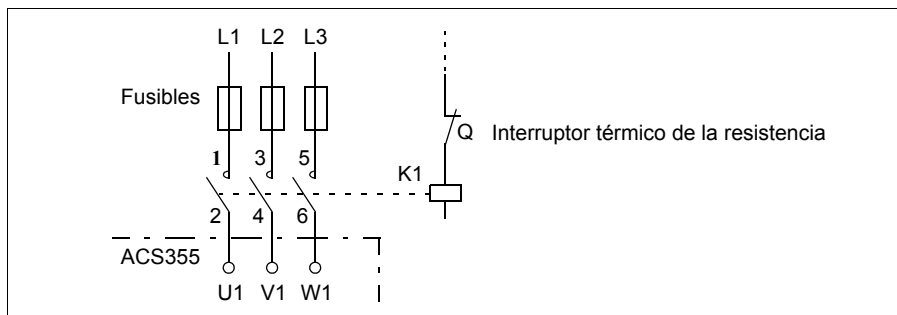 L1 L2 L3
Fusibles
Q Interruptor térmico de la resistencia
1 3 5
K1
2 4 6
ACS355
U1 V1 W1